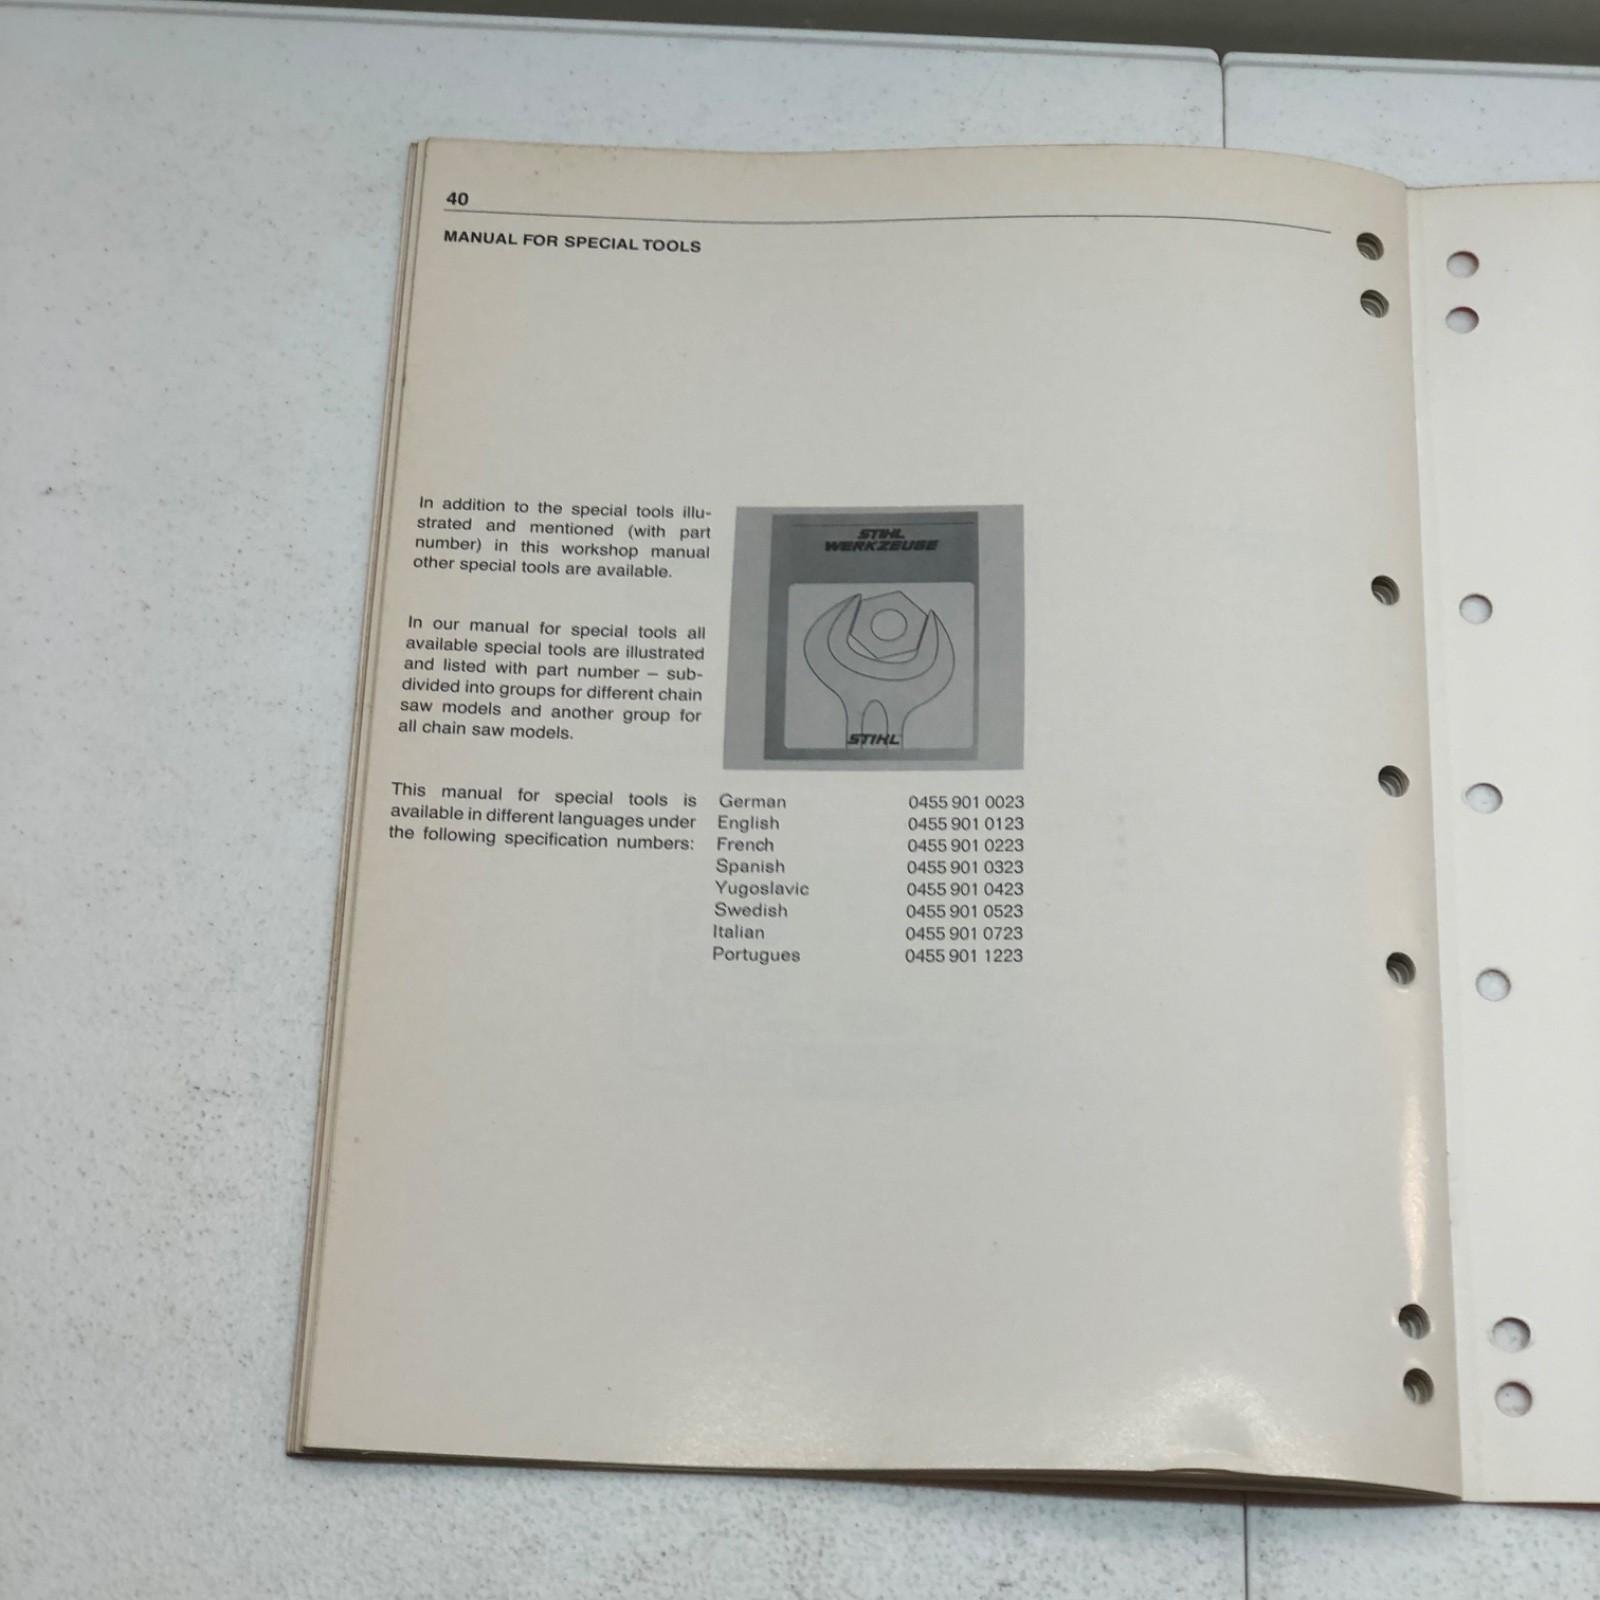 40
MANUAL FOR SPECIAL TOOLS
In addition to the special tools illu-
strated and mentioned (with part
number) in this workshop manual
other special tools are available.
In our manual for special tools all
available special tools are illustrated
and listed with part number – sub-
divided into groups for different chain
saw models and another group for
all chain saw models.
STIHL
WERKZEUGE
STIHL
This manual for special tools is
available in different languages under
the following specification numbers:
German 0455 901 0023
English 0455 901 0123
French 0455 901 0223
Spanish 0455 901 0323
Yugoslavic 0455 901 0423
Swedish 0455 901 0523
Italian 0455 901 0723
Portugues 0455 901 1223